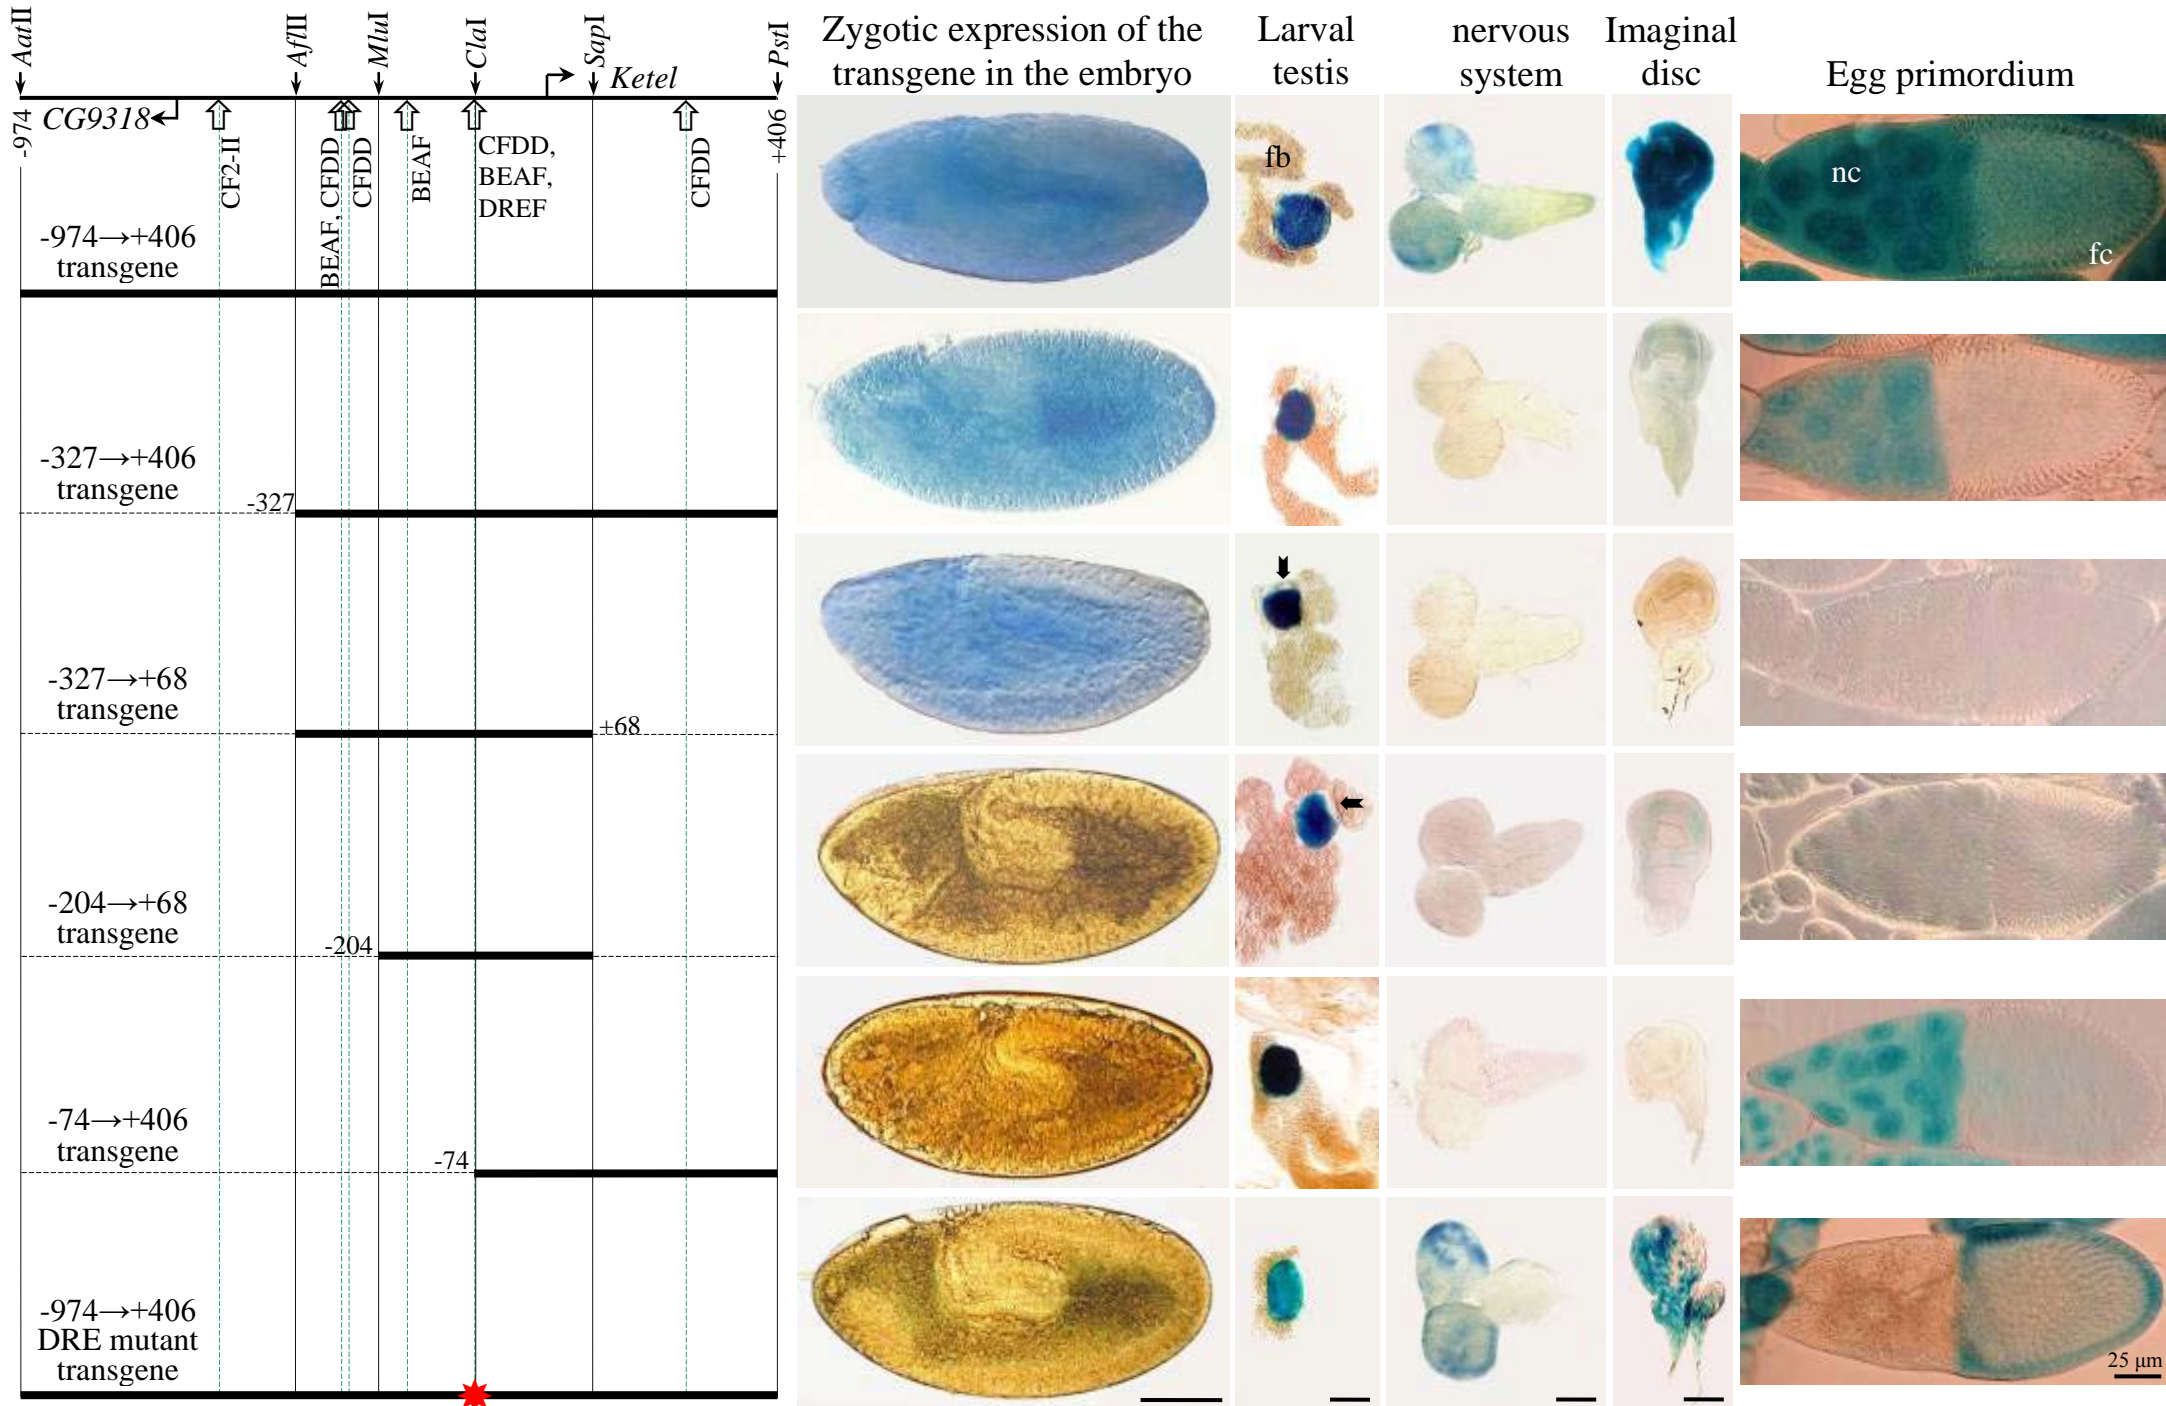 AatII
AflII
MluI
ClaI
SapI
PstI
Ketel
CG9318
-974
+406
CF2-II
BEAF, CFDD
CFDD
BEAF
CFDD,
BEAF,
DREF
CFDD
Zygotic expression of the
transgene in the embryo
Larval
testis
nervous
system
Imaginal
disc
Egg primordium
-974→+406
transgene
fb
nc
fc
-327→+406
transgene
-327
-327→+68
transgene
+68
-204→+68
transgene
-204
-74→+406
transgene
-74
-974→+406
DRE mutant
transgene
25 µm